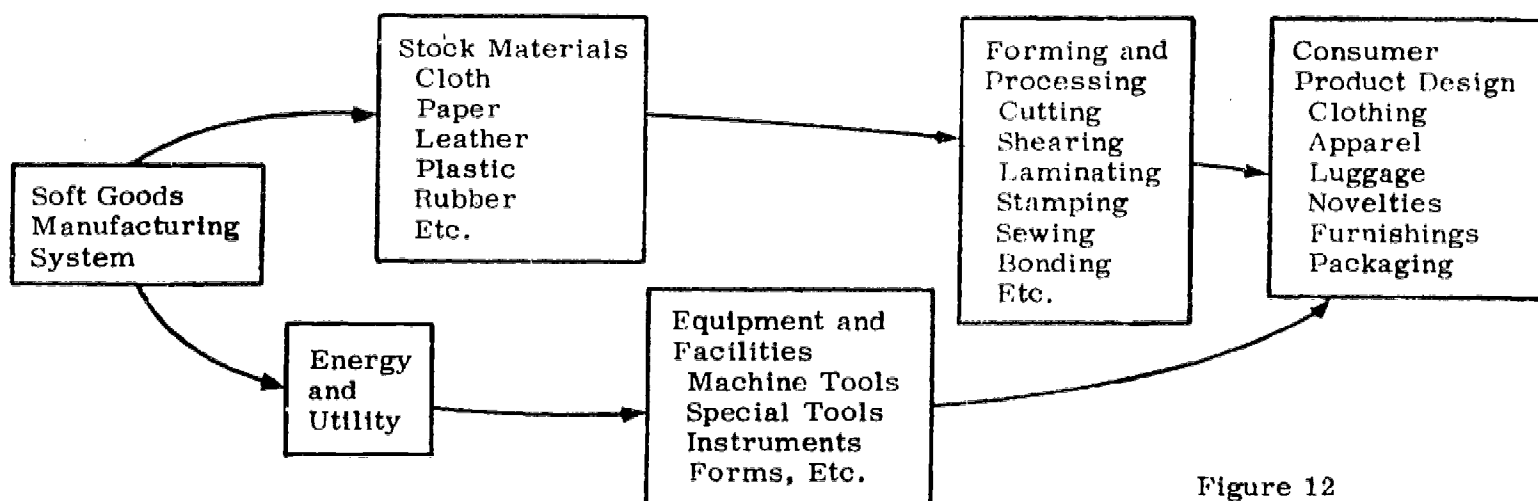 Soft Goods
Manufacturing
System
Stock Materials
Cloth
Paper
Leather
Plastic
Rubber
Etc.
Energy
and
Utility
Equipment and
Facilities
Machine Tools
Special Tools
Instruments
Forms, Etc.
Forming and
Processing
Cutting
Shearing
Laminating
Stamping
Sewing
Bonding
Etc.
Consumer
Product Design
Clothing
Apparel
Luggage
Novelties
Furnishings
Packaging
Figure 12